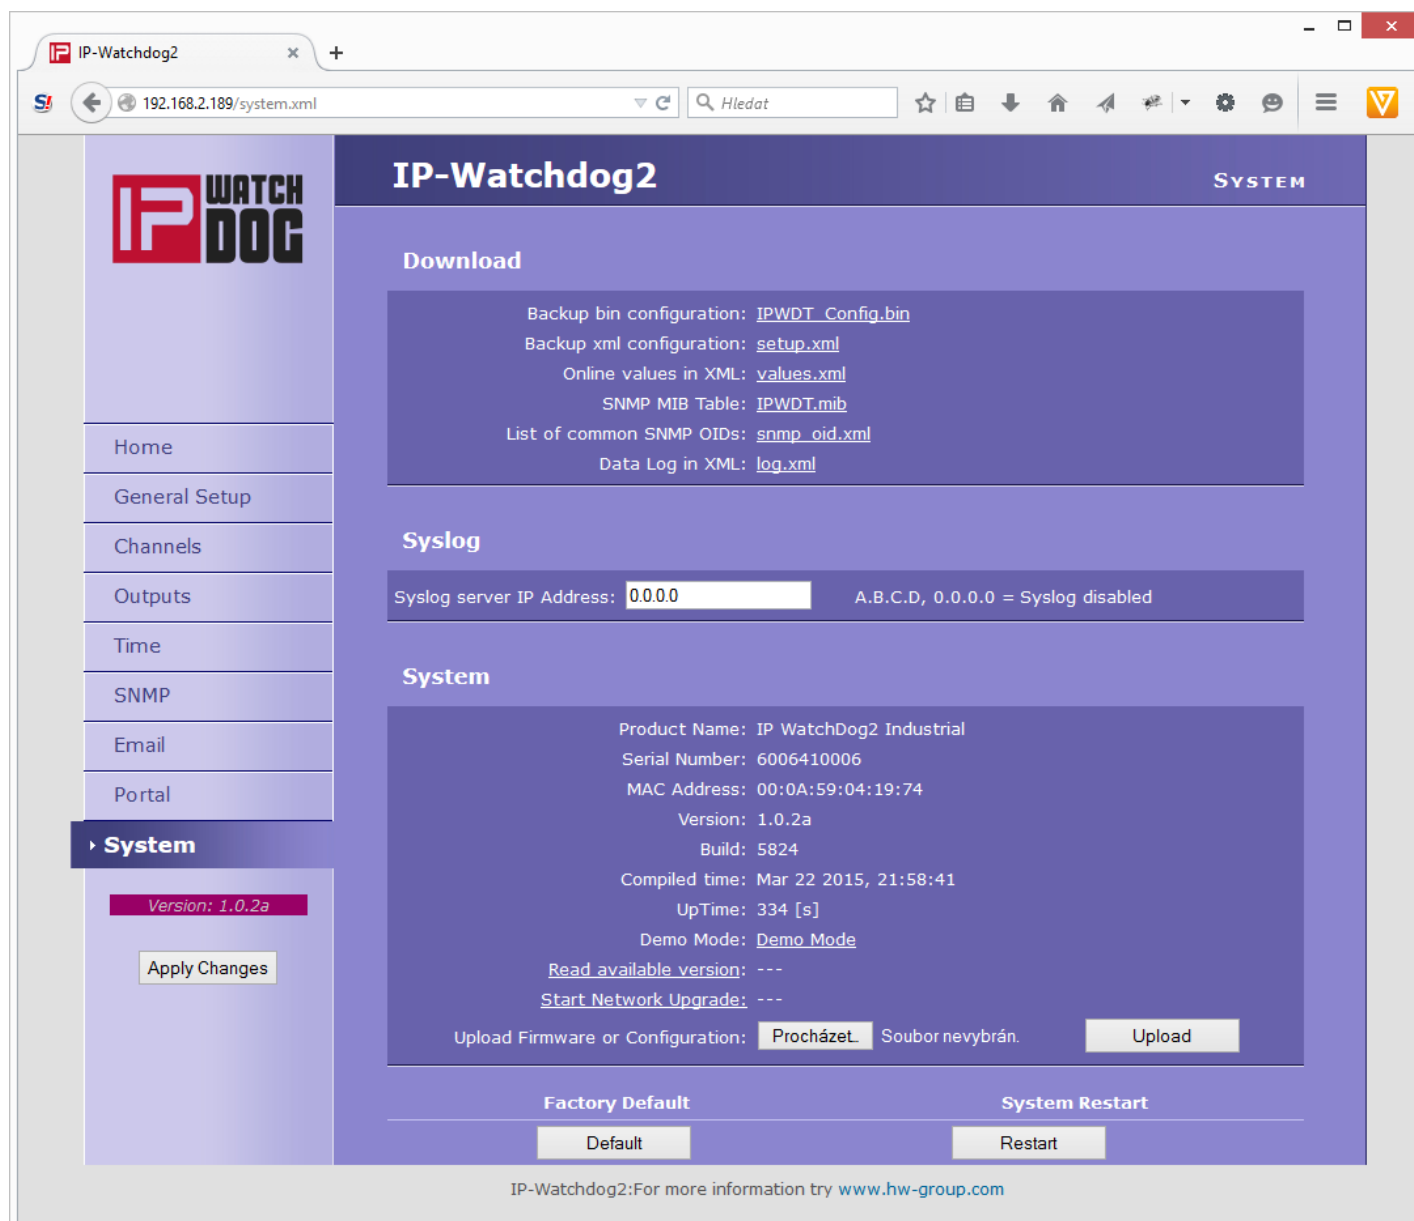 IP-Watchdog2
192.168.2.189/system.xml
Hledat
IP WATCH DOG
IP-Watchdog2
SYSTEM
Home
General Setup
Channels
Outputs
Time
SNMP
Email
Portal
System
Version: 1.0.2a
Apply Changes
Download
Backup bin configuration: IPWDT_Config.bin
Backup xml configuration: setup.xml
Online values in XML: values.xml
SNMP MIB Table: IPWDT.mib
List of common SNMP OIDs: snmp_oid.xml
Data Log in XML: log.xml
Syslog
Syslog server IP Address: 0.0.0.0 A.B.C.D, 0.0.0.0 = Syslog disabled
System
Product Name: IP WatchDog2 Industrial
Serial Number: 6006410006
MAC Address: 00:0A:59:04:19:74
Version: 1.0.2a
Build: 5824
Compiled time: Mar 22 2015, 21:58:41
UpTime: 334 [s]
Demo Mode: Demo Mode
Read available version: ---
Start Network Upgrade: ---
Upload Firmware or Configuration: Procházet... Soubor nevybrán. Upload
Factory Default System Restart
Default Restart
IP-Watchdog2:For more information try www.hw-group.com